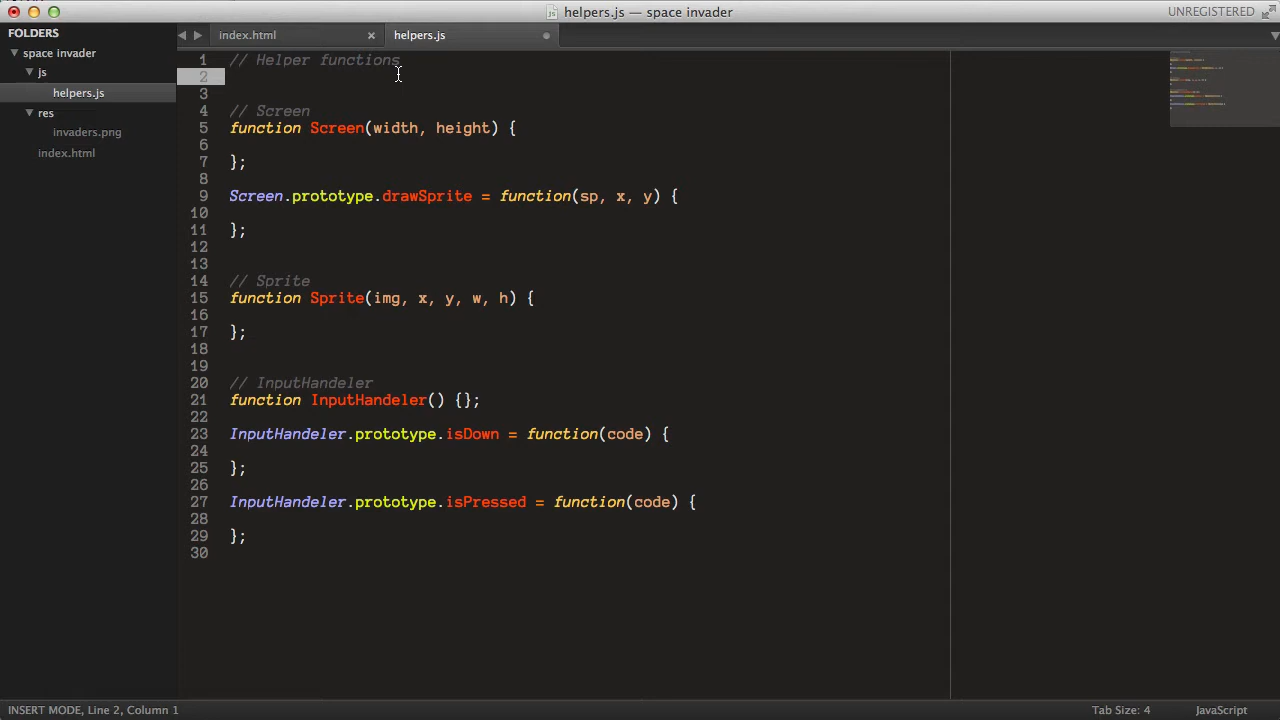 helpers.js — space invader
UNREGISTERED
FOLDERS
space invader
js
helpers.js
res
invaders.png
index.html
index.html
helpers.js
1 // Helper functions
2
3
4 // Screen
5 function Screen(width, height) {
6
7 };
8
9 Screen.prototype.drawSprite = function(sp, x, y) {
10
11 };
12
13
14 // Sprite
15 function Sprite(img, x, y, w, h) {
16
17 };
18
19
20 // InputHandeler
21 function InputHandeler() {};
22
23 InputHandeler.prototype.isDown = function(code) {
24
25 };
26
27 InputHandeler.prototype.isPressed = function(code) {
28
29 };
30
INSERT MODE, Line 2, Column 1
Tab Size: 4
JavaScript